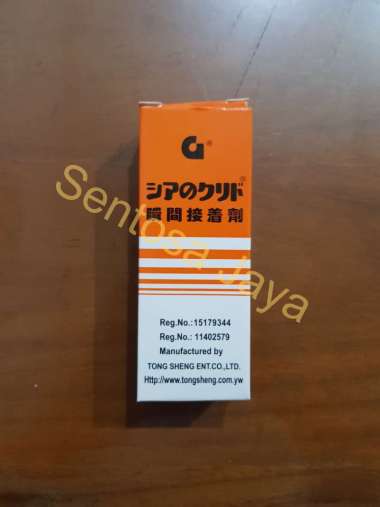 G®
シアのクリド®
瞬間接着劑
Sentosa Jaya
Reg.No.:15179344
Reg.No.: 11402579
Manufactured by
TONG SHENG ENT.CO.,LTD.
Http://www.tongsheng.com.yw